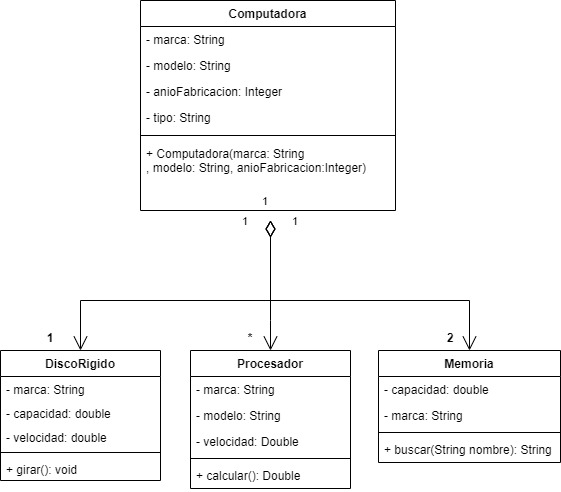 Computadora
- marca: String
- modelo: String
- anioFabricacion: Integer
- tipo: String
+ Computadora(marca: String
, modelo: String, anioFabricacion:Integer)
1
1
1
1
*
2
DiscoRigido
- marca: String
- capacidad: double
- velocidad: double
+ girar(): void
Procesador
- marca: String
- modelo: String
- velocidad: Double
+ calcular(): Double
Memoria
- capacidad: double
- marca: String
+ buscar(String nombre): String